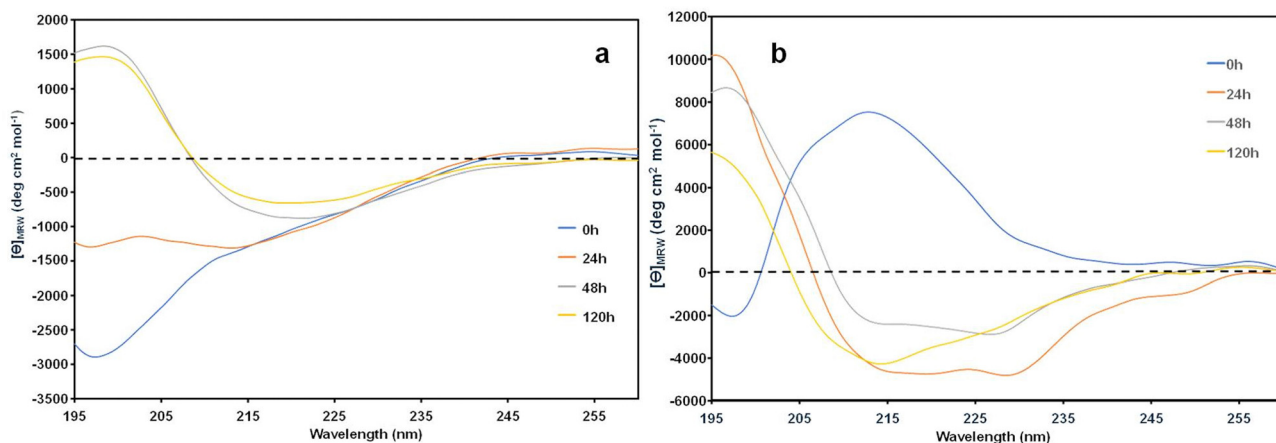 2000
1500
1000
500
0
-500
-1000
-1500
-2000
-2500
-3000
-3500
[Θ]MRW (deg cm2 mol-1)
195
205
215
225
235
245
255
Wavelength (nm)
a
0h
24h
48h
120h
12000
10000
8000
6000
4000
2000
0
-2000
-4000
-6000
[Θ]MRW (deg cm2 mol-1)
195
205
215
225
235
245
255
Wavelength (nm)
b
0h
24h
48h
120h